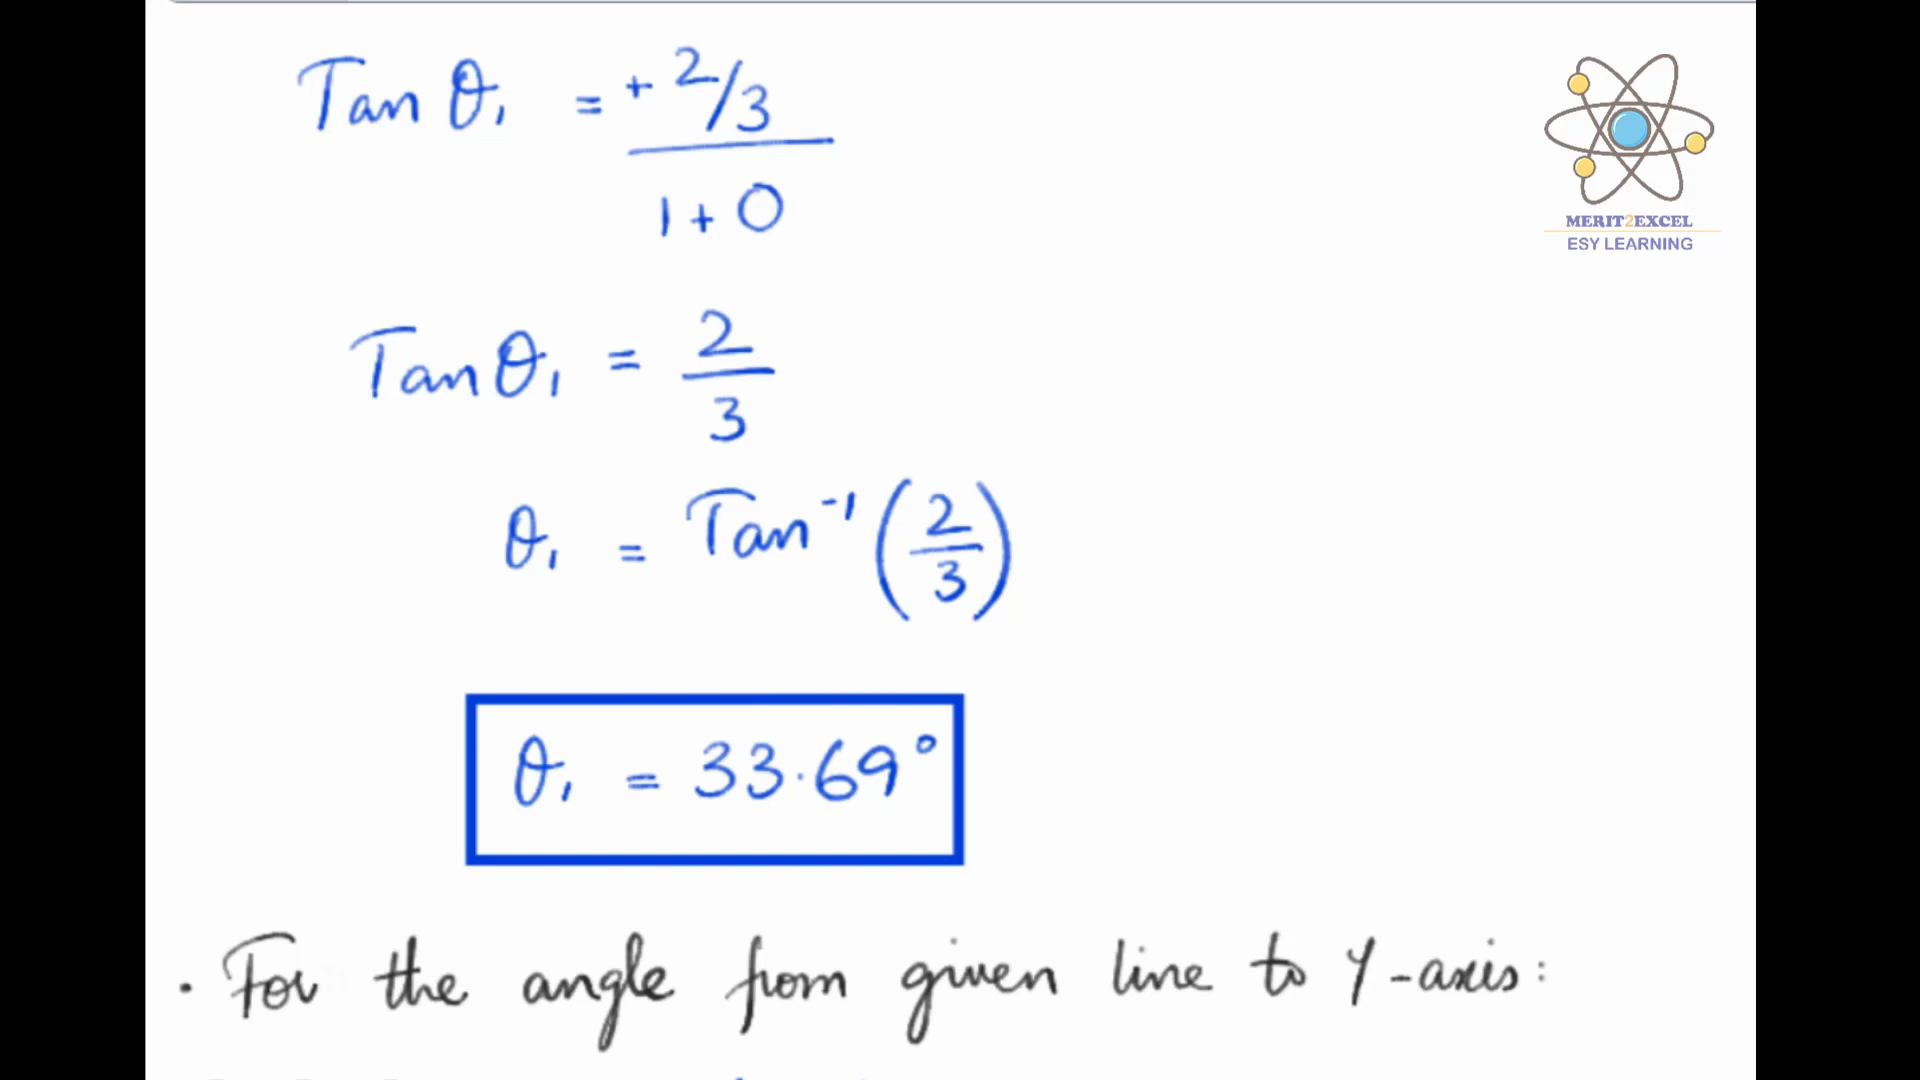 Tan θ₁ = + 2/3
1 + 0
MERIT2EXCEL
ESY LEARNING
Tan θ₁ = 2/3
θ₁ = Tan⁻¹ (2/3)
θ₁ = 33.69°
. For the angle from given line to Y-axis: